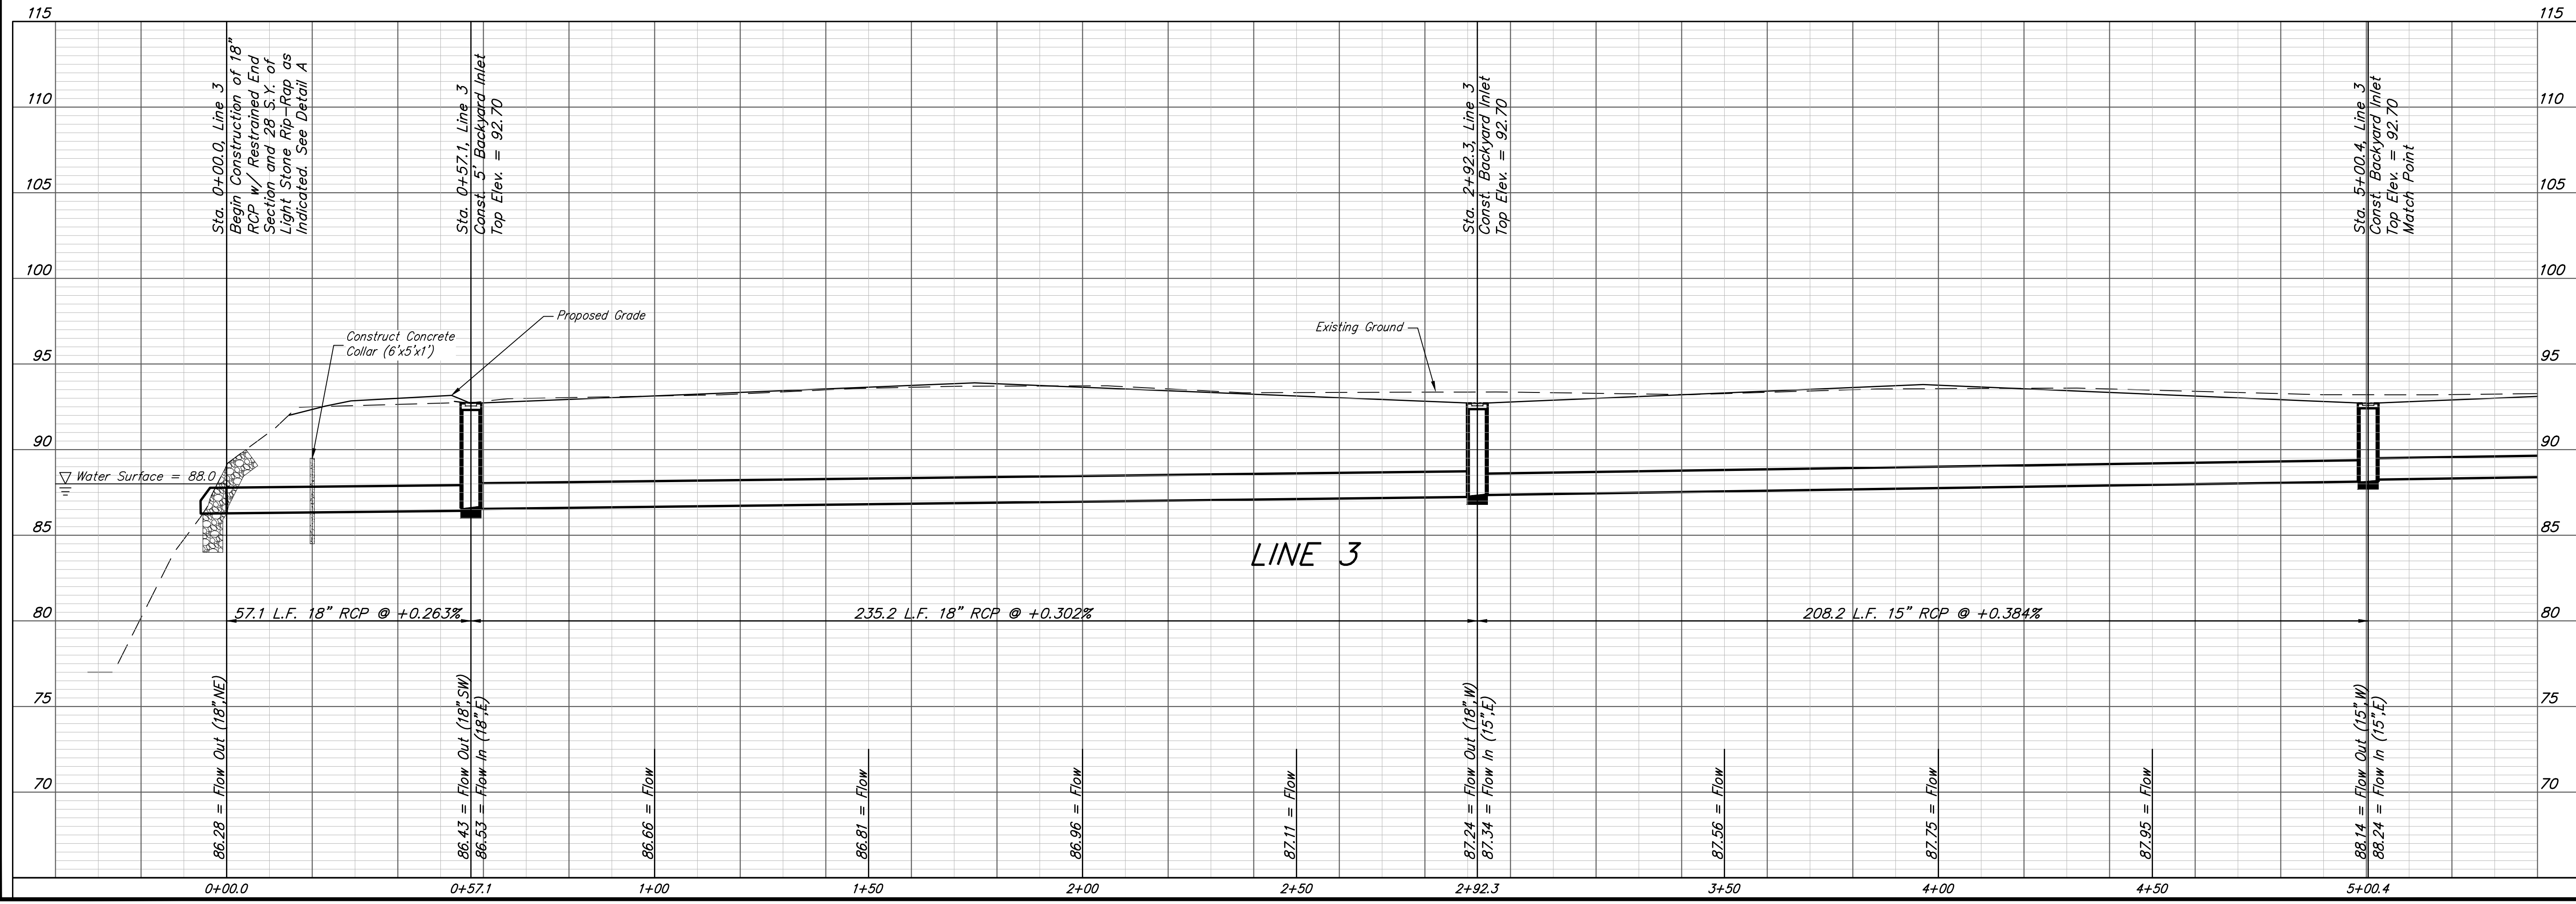 115
115
110
110
105
105
100
100
95
95
90
90
85
85
80
80
75
75
70
70
Sta. 0+00.0, Line 3
Begin Construction of 18"
RCP w/ Restrained End
Section and 28 S.Y. of
Light Stone Rip-Rap as
Indicated. See Detail A
Sta. 0+57.1, Line 3
Const. 5' Backyard Inlet
Top Elev. = 92.70
Sta. 2+92.3, Line 3
Const. Backyard Inlet
Top Elev. = 92.70
Sta. 5+00.4, Line 3
Const. Backyard Inlet
Top Elev. = 92.70
Match Point
Proposed Grade
Construct Concrete
Collar (6'x5'x1')
Existing Ground
Water Surface = 88.0
LINE 3
57.1 L.F. 18" RCP @ +0.263%
235.2 L.F. 18" RCP @ +0.302%
208.2 L.F. 15" RCP @ +0.384%
86.28 = Flow Out (18",NE)
86.43 = Flow Out (18",SW)
86.53 = Flow In (18",E)
86.66 = Flow
86.81 = Flow
86.96 = Flow
87.11 = Flow
87.24 = Flow Out (18",W)
87.34 = Flow In (15",E)
87.56 = Flow
87.75 = Flow
87.95 = Flow
88.14 = Flow Out (15",W)
88.24 = Flow In (15",E)
0+00.0
0+57.1
1+00
1+50
2+00
2+50
2+92.3
3+50
4+00
4+50
5+00.4